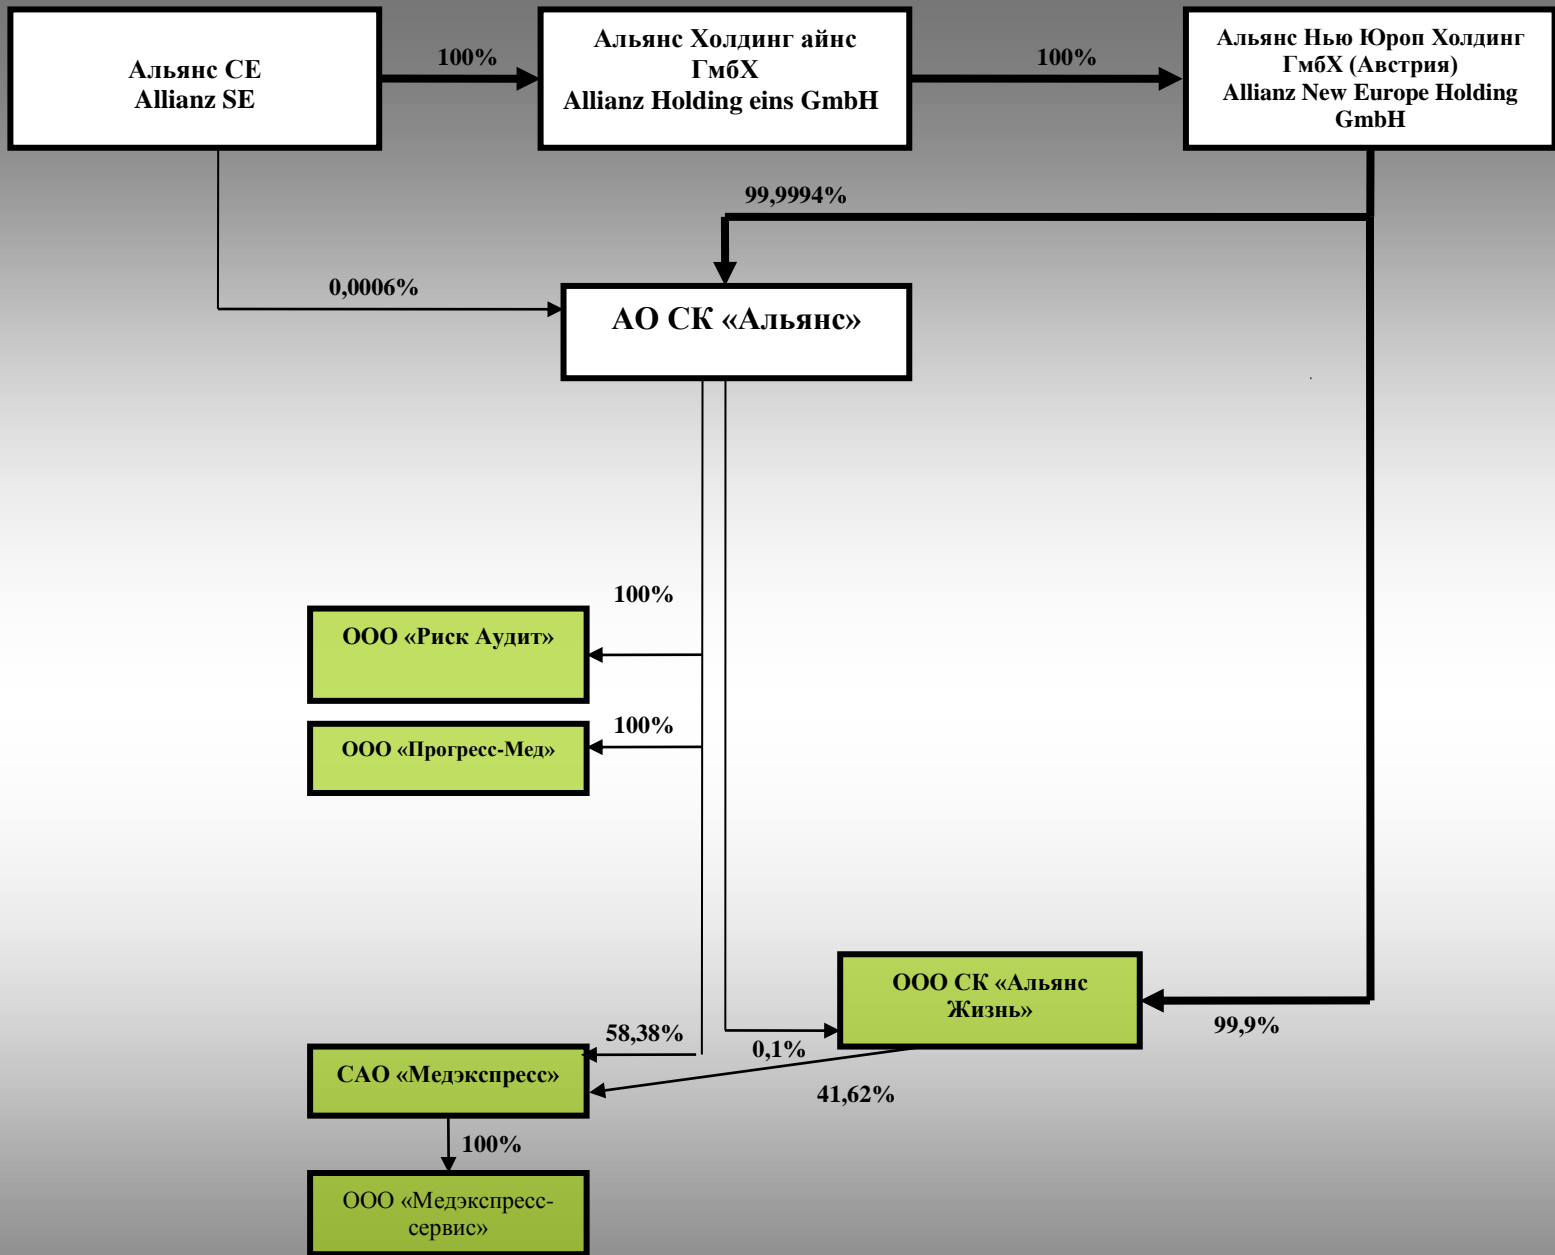 Альянс СЕ
Allianz SE
100%
Альянс Холдинг айнс
ГмбХ
Allianz Holding eins GmbH
100%
Альянс Нью Юроп Холдинг
ГмбХ (Австрия)
Allianz New Europe Holding
GmbH
99,9994%
0,0006%
АО СК «Альянс»
100%
ООО «Риск Аудит»
100%
ООО «Прогресс-Мед»
ООО СК «Альянс
Жизнь»
99,9%
58,38%
0,1%
САО «Медэкспресс»
41,62%
100%
ООО «Медэкспресс-
сервис»